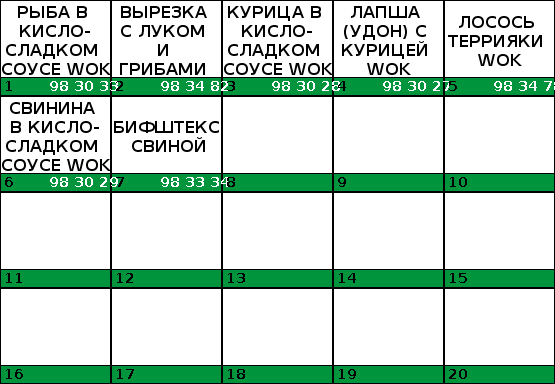 РЫБА В КИСЛО-СЛАДКОМ СОУСЕ WOK
1 98 30 33
ВЫРЕЗКА С ЛУКОМ И ГРИБАМИ
2 98 34 82
КУРИЦА В КИСЛО-СЛАДКОМ СОУСЕ WOK
3 98 30 28
ЛАПША (УДОН) С КУРИЦЕЙ WOK
4 98 30 27
ЛОСОСЬ ТЕРРИЯКИ WOK
5 98 34 78
СВИНИНА В КИСЛО-СЛАДКОМ СОУСЕ WOK
6 98 30 29
БИФШТЕКС СВИНОЙ
7 98 33 34
8
9
10
11
12
13
14
15
16
17
18
19
20